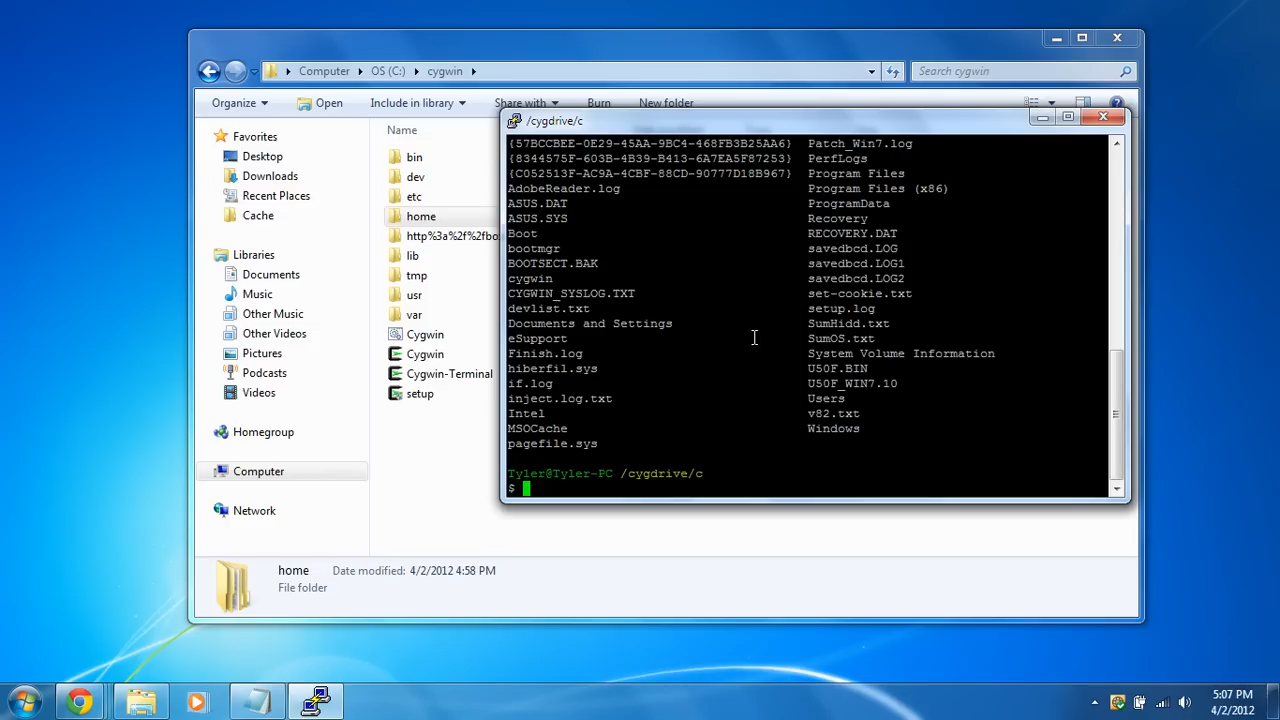 Computer OS (C:) cygwin
Search cygwin
Organize Open Include in library Share with Burn New folder
Favorites
Desktop
Downloads
Recent Places
Cache
Libraries
Documents
Music
Other Music
Other Videos
Pictures
Podcasts
Videos
Homegroup
Computer
Network
Name
bin
dev
etc
home
http%3a%2f%2fbo
lib
tmp
usr
var
Cygwin
Cygwin
Cygwin-Terminal
setup
/cygdrive/c
{57BCCBEE-0E29-45AA-9BC4-468FB3B25AA6} Patch_Win7.log
{8344575F-603B-4B39-B413-6A7EA5F87253} PerfLogs
{C052513F-AC9A-4CBF-88CD-90777D18B967} Program Files
AdobeReader.log Program Files (x86)
ASUS.DAT ProgramData
ASUS.SYS Recovery
Boot RECOVERY.DAT
bootmgr savedbcd.LOG
BOOTSECT.BAK savedbcd.LOG1
cygwin savedbcd.LOG2
CYGWIN_SYSLOG.TXT set-cookie.txt
devlist.txt setup.log
Documents and Settings SumHidd.txt
eSupport SumOS.txt
Finish.log System Volume Information
hiberfil.sys U50F.BIN
if.log U50F_WIN7.10
inject.log.txt Users
Intel v82.txt
MSOCache Windows
pagefile.sys
Tyler@Tyler-PC /cygdrive/c
$
home Date modified: 4/2/2012 4:58 PM
File folder
5:07 PM
4/2/2012